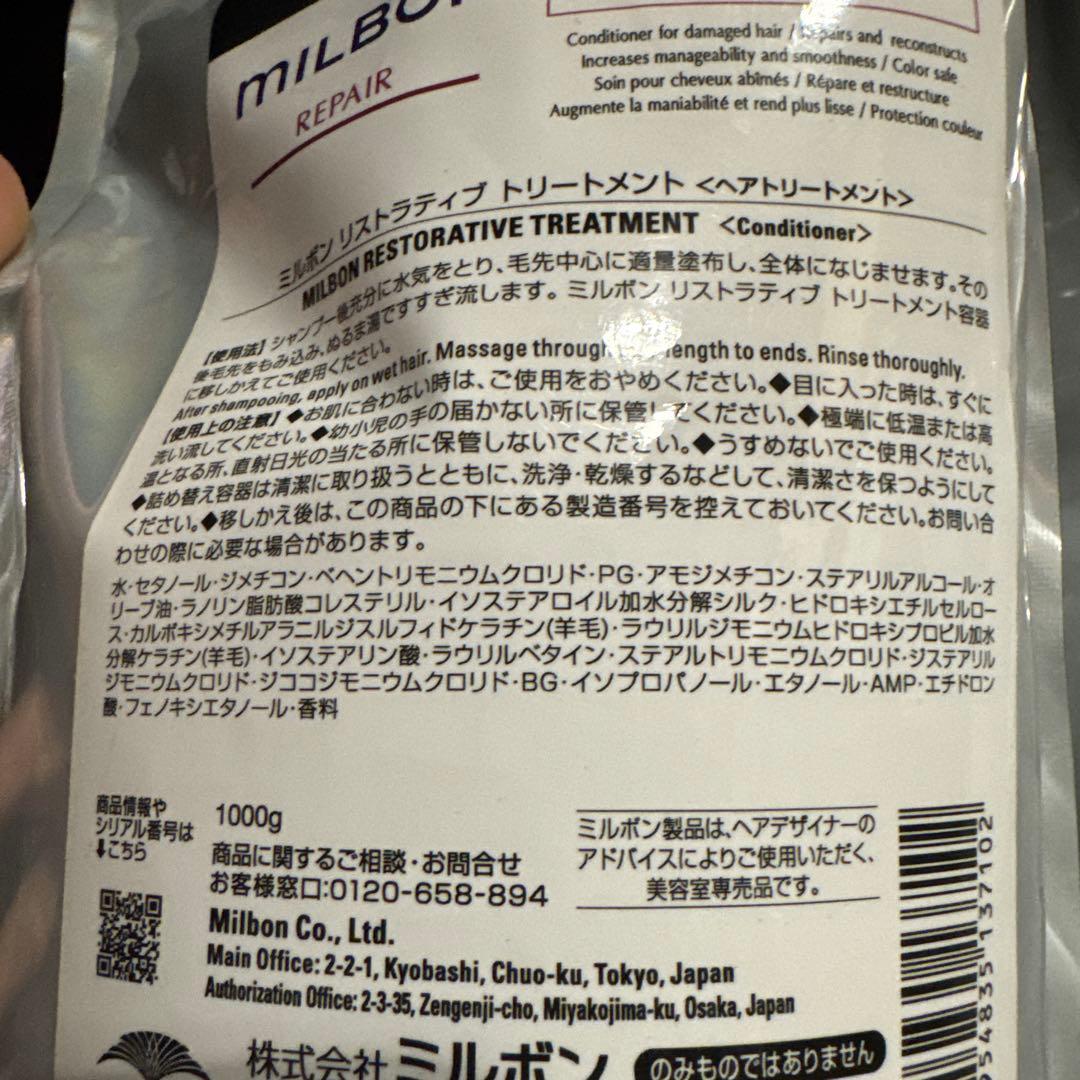 MILBON
REPAIR
Conditioner for damaged hair / Repairs and reconstructs
Increases manageability and smoothness / Color safe
Soin pour cheveux abîmés / Répare et restructure
Augmente la maniabilité et rend plus lisse / Protection couleur
ミルボン リストラティブ トリートメント <ヘアトリートメント>
MILBON RESTORATIVE TREATMENT <Conditioner>
【使用法】シャンプー後充分に水気をとり、毛先中心に適量塗布し、全体になじませます。その
後毛先をもみ込み、ぬるま湯ですすぎ流します。ミルボン リストラティブ トリートメント容器
に移しかえてご使用ください。
After shampooing, apply on wet hair. Massage through length to ends. Rinse thoroughly.
【使用上の注意】◆お肌に合わない時は、ご使用をおやめください。◆目に入った時は、すぐに
洗い流してください。◆幼小児の手の届かない所に保管してください。◆極端に低温または高
温となる所、直射日光の当たる所に保管しないでください。◆うすめないでご使用ください。
◆詰め替え容器は清潔に取り扱うとともに、洗浄・乾燥するなどして、清潔さを保つようにして
ください。◆移しかえ後は、この商品の下にある製造番号を控えておいてください。お問い合
わせの際に必要な場合があります。
水・セタノール・ジメチコン・ベヘントリモニウムクロリド・PG・アモジメチコン・ステアリルアルコール・オ
リーブ油・ラノリン脂肪酸コレステリル・イソステアロイル加水分解シルク・ヒドロキシエチルセルロー
ス・カルボキシメチルアラニルジスルフィドケラチン(羊毛)・ラウリルジモニウムヒドロキシプロピル加水
分解ケラチン(羊毛)・イソステアリン酸・ラウリルベタイン・ステアルトリモニウムクロリド・ジステアリル
ジモニウムクロリド・ジココジモニウムクロリド・BG・イソプロパノール・エタノール・AMP・エチドロン
酸・フェノキシエタノール・香料
商品情報や
シリアル番号は
↓こちら
1000g
商品に関するご相談・お問合せ
お客様窓口:0120-658-894
Milbon Co., Ltd.
Main Office: 2-2-1, Kyobashi, Chuo-ku, Tokyo, Japan
Authorization Office: 2-3-35, Zengenji-cho, Miyakojima-ku, Osaka, Japan
株式会社 ミルボン
ミルボン製品は、ヘアデザイナーの
アドバイスによりご使用いただく、
美容室専売品です。
のみものではありません
954835 137102